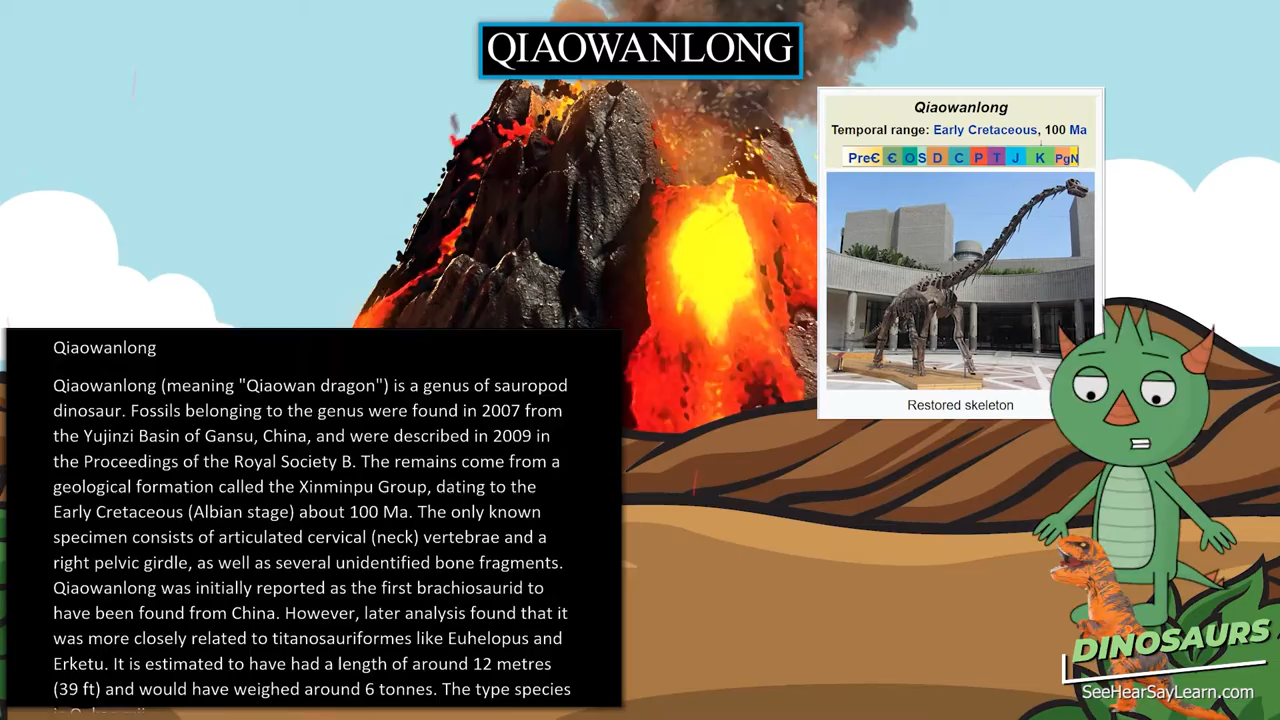 QIAOWANLONG
Qiaowanlong
Temporal range: Early Cretaceous, 100 Ma
PreꞒ Ꞓ O S D C P T J K PgN
Restored skeleton
Qiaowanlong
Qiaowanlong (meaning "Qiaowan dragon") is a genus of sauropod
dinosaur. Fossils belonging to the genus were found in 2007 from
the Yujinzi Basin of Gansu, China, and were described in 2009 in
the Proceedings of the Royal Society B. The remains come from a
geological formation called the Xinminpu Group, dating to the
Early Cretaceous (Albian stage) about 100 Ma. The only known
specimen consists of articulated cervical (neck) vertebrae and a
right pelvic girdle, as well as several unidentified bone fragments.
Qiaowanlong was initially reported as the first brachiosaurid to
have been found from China. However, later analysis found that it
was more closely related to titanosauriformes like Euhelopus and
Erketu. It is estimated to have had a length of around 12 metres
(39 ft) and would have weighed around 6 tonnes. The type species
DINOSAURS
SeeHearSayLearn.com